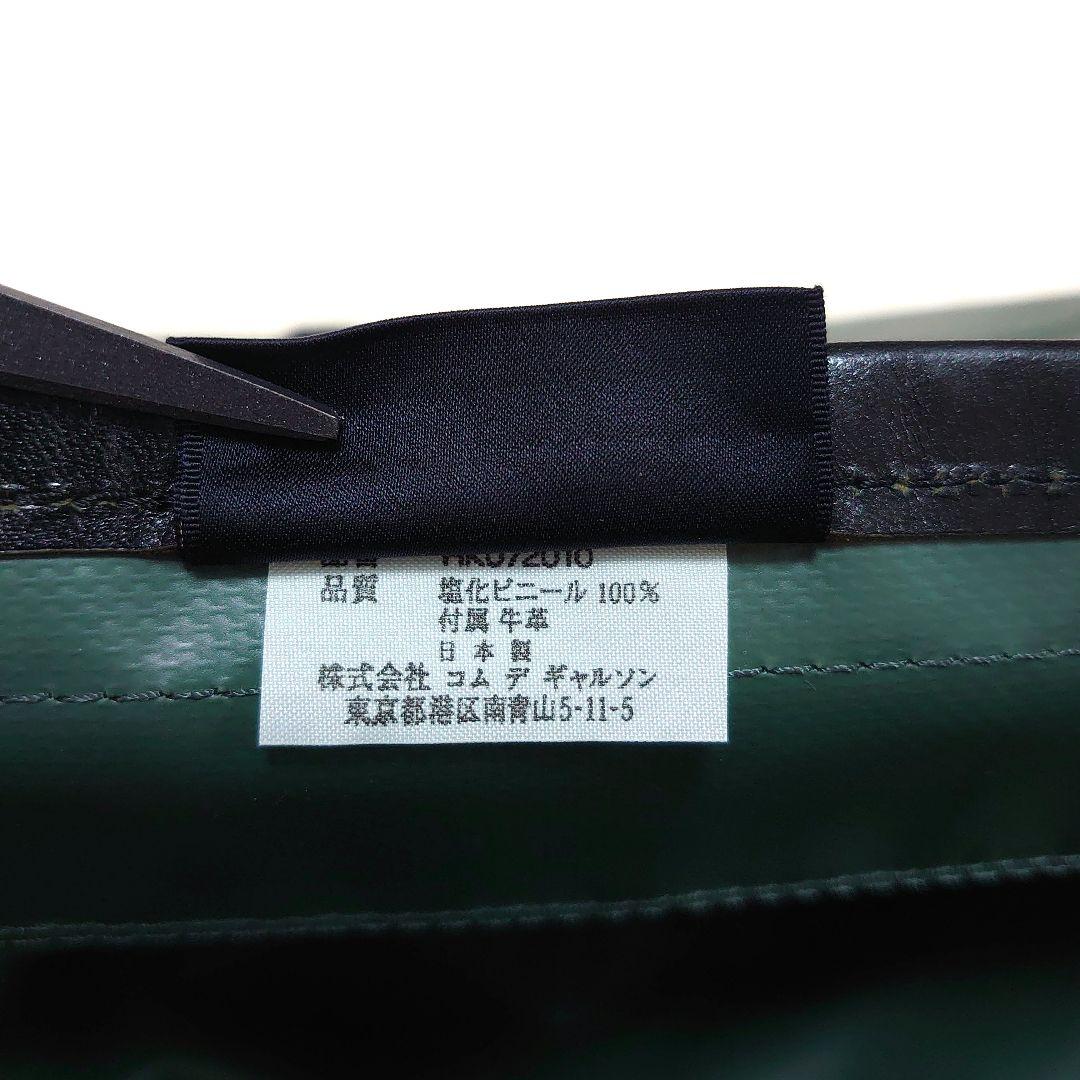 品質 塩化ビニール 100%
付属 牛革
日本製
株式会社 コム デ ギャルソン
東京都港区南青山5-11-5